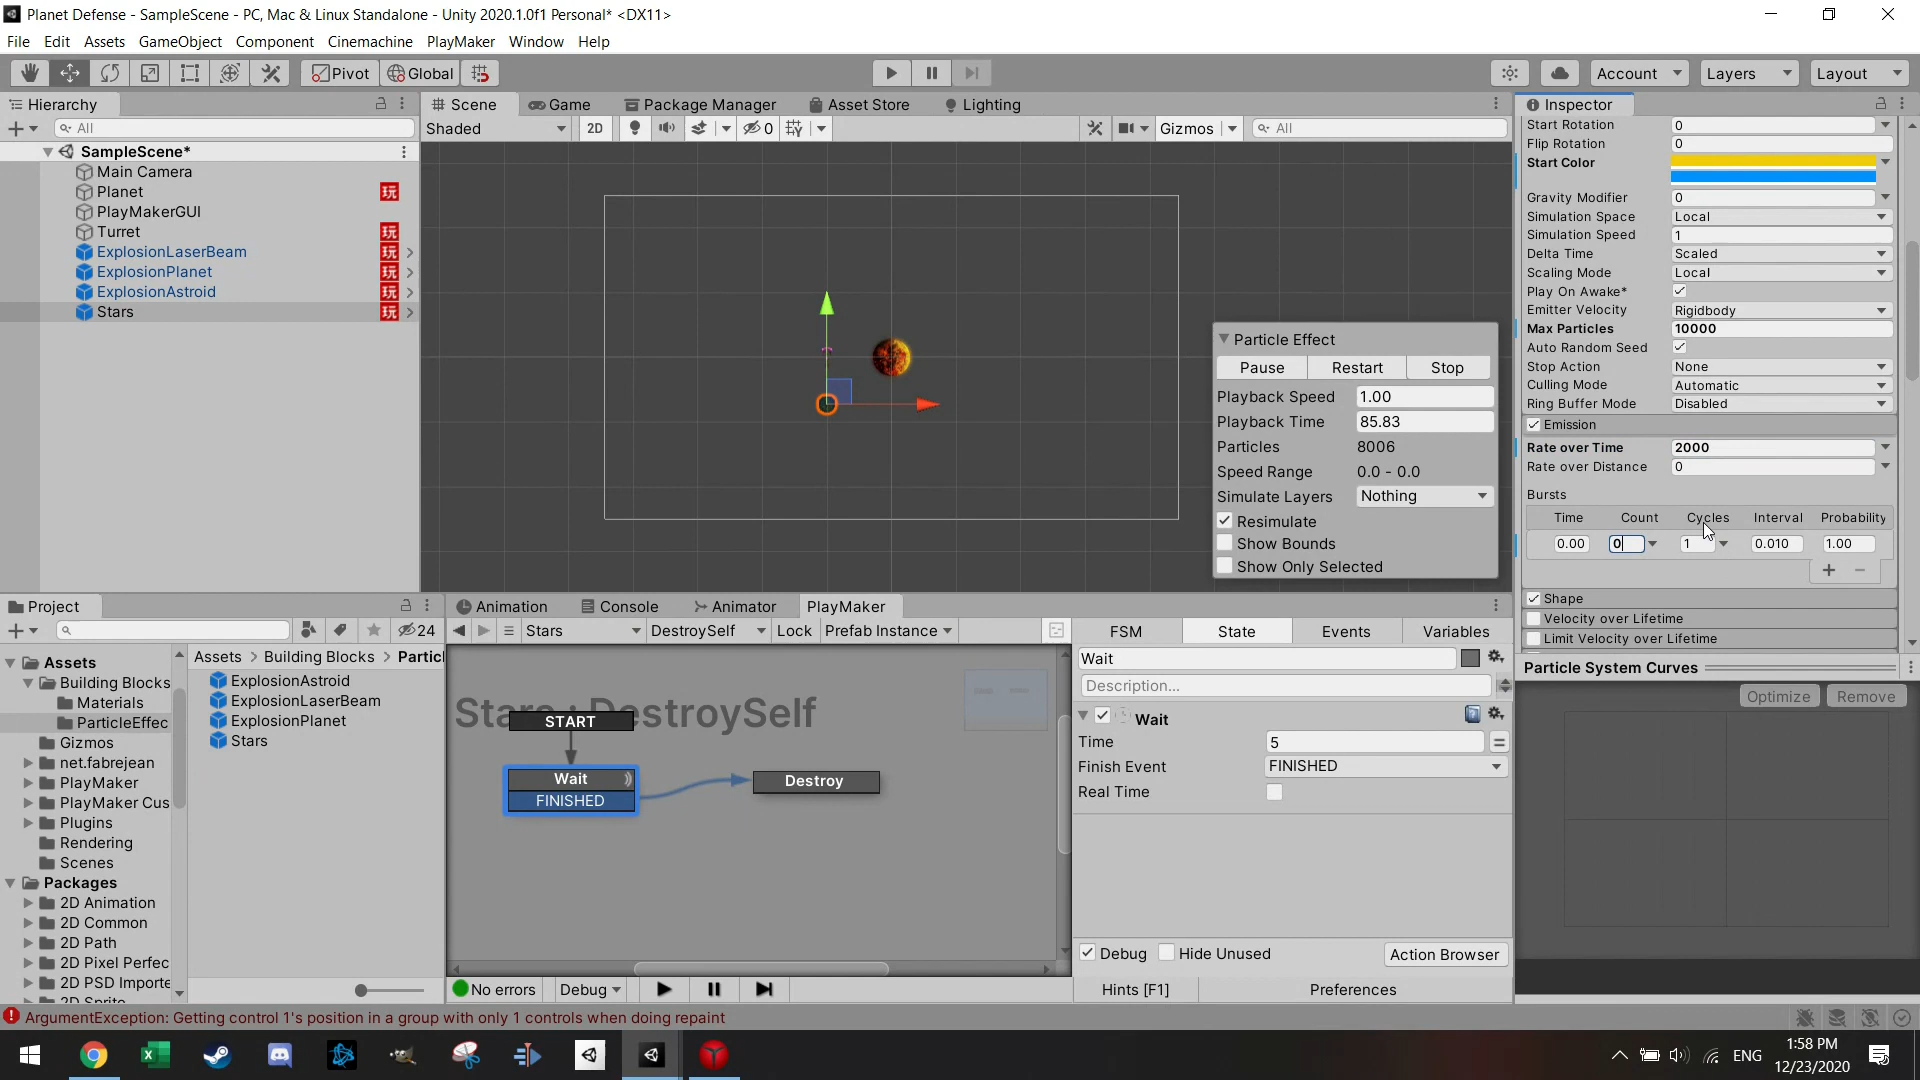 Planet Defense - SampleScene - PC, Mac & Linux Standalone - Unity 2020.1.0f1 Personal* <DX11>
File Edit Assets GameObject Component Cinemachine PlayMaker Window Help
Pivot Global Account Layers Layout
Hierarchy
All
SampleScene*
Main Camera
Planet 玩
PlayMakerGUI
Turret 玩
ExplosionLaserBeam 玩
ExplosionPlanet 玩
ExplosionAstroid 玩
Stars 玩
Scene Game Package Manager Asset Store Lighting
Shaded 2D 0 Gizmos All
Particle Effect
Pause Restart Stop
Playback Speed 1.00
Playback Time 85.83
Particles 8006
Speed Range 0.0 - 0.0
Simulate Layers Nothing
Resimulate
Show Bounds
Show Only Selected
Inspector
Start Rotation 0
Flip Rotation 0
Start Color
Gravity Modifier 0
Simulation Space Local
Simulation Speed 1
Delta Time Scaled
Scaling Mode Local
Play On Awake*
Emitter Velocity Rigidbody
Max Particles 10000
Auto Random Seed
Stop Action None
Culling Mode Automatic
Ring Buffer Mode Disabled
Emission
Rate over Time 2000
Rate over Distance 0
Bursts
Time Count Cycles Interval Probability
0.00 0 1 0.010 1.00
Shape
Velocity over Lifetime
Limit Velocity over Lifetime
Particle System Curves
Optimize Remove
Project
24
Assets
Building Blocks
Materials
ParticleEffec
Gizmos
net.fabrejean
PlayMaker
PlayMaker Cus
Plugins
Rendering
Scenes
Packages
2D Animation
2D Common
2D Path
2D Pixel Perfec
2D PSD Importe
2D Sprite
Assets > Building Blocks > Particl
ExplosionAstroid
ExplosionLaserBeam
ExplosionPlanet
Stars
Animation Console Animator PlayMaker
Stars DestroySelf Lock Prefab Instance
Stars : DestroySelf
START
Wait
FINISHED
Destroy
No errors Debug
FSM State Events Variables
Wait
Description...
Wait
Time 5
Finish Event FINISHED
Real Time
Debug Hide Unused Action Browser
Hints [F1] Preferences
ArgumentException: Getting control 1's position in a group with only 1 controls when doing repaint
ENG
1:58 PM
12/23/2020